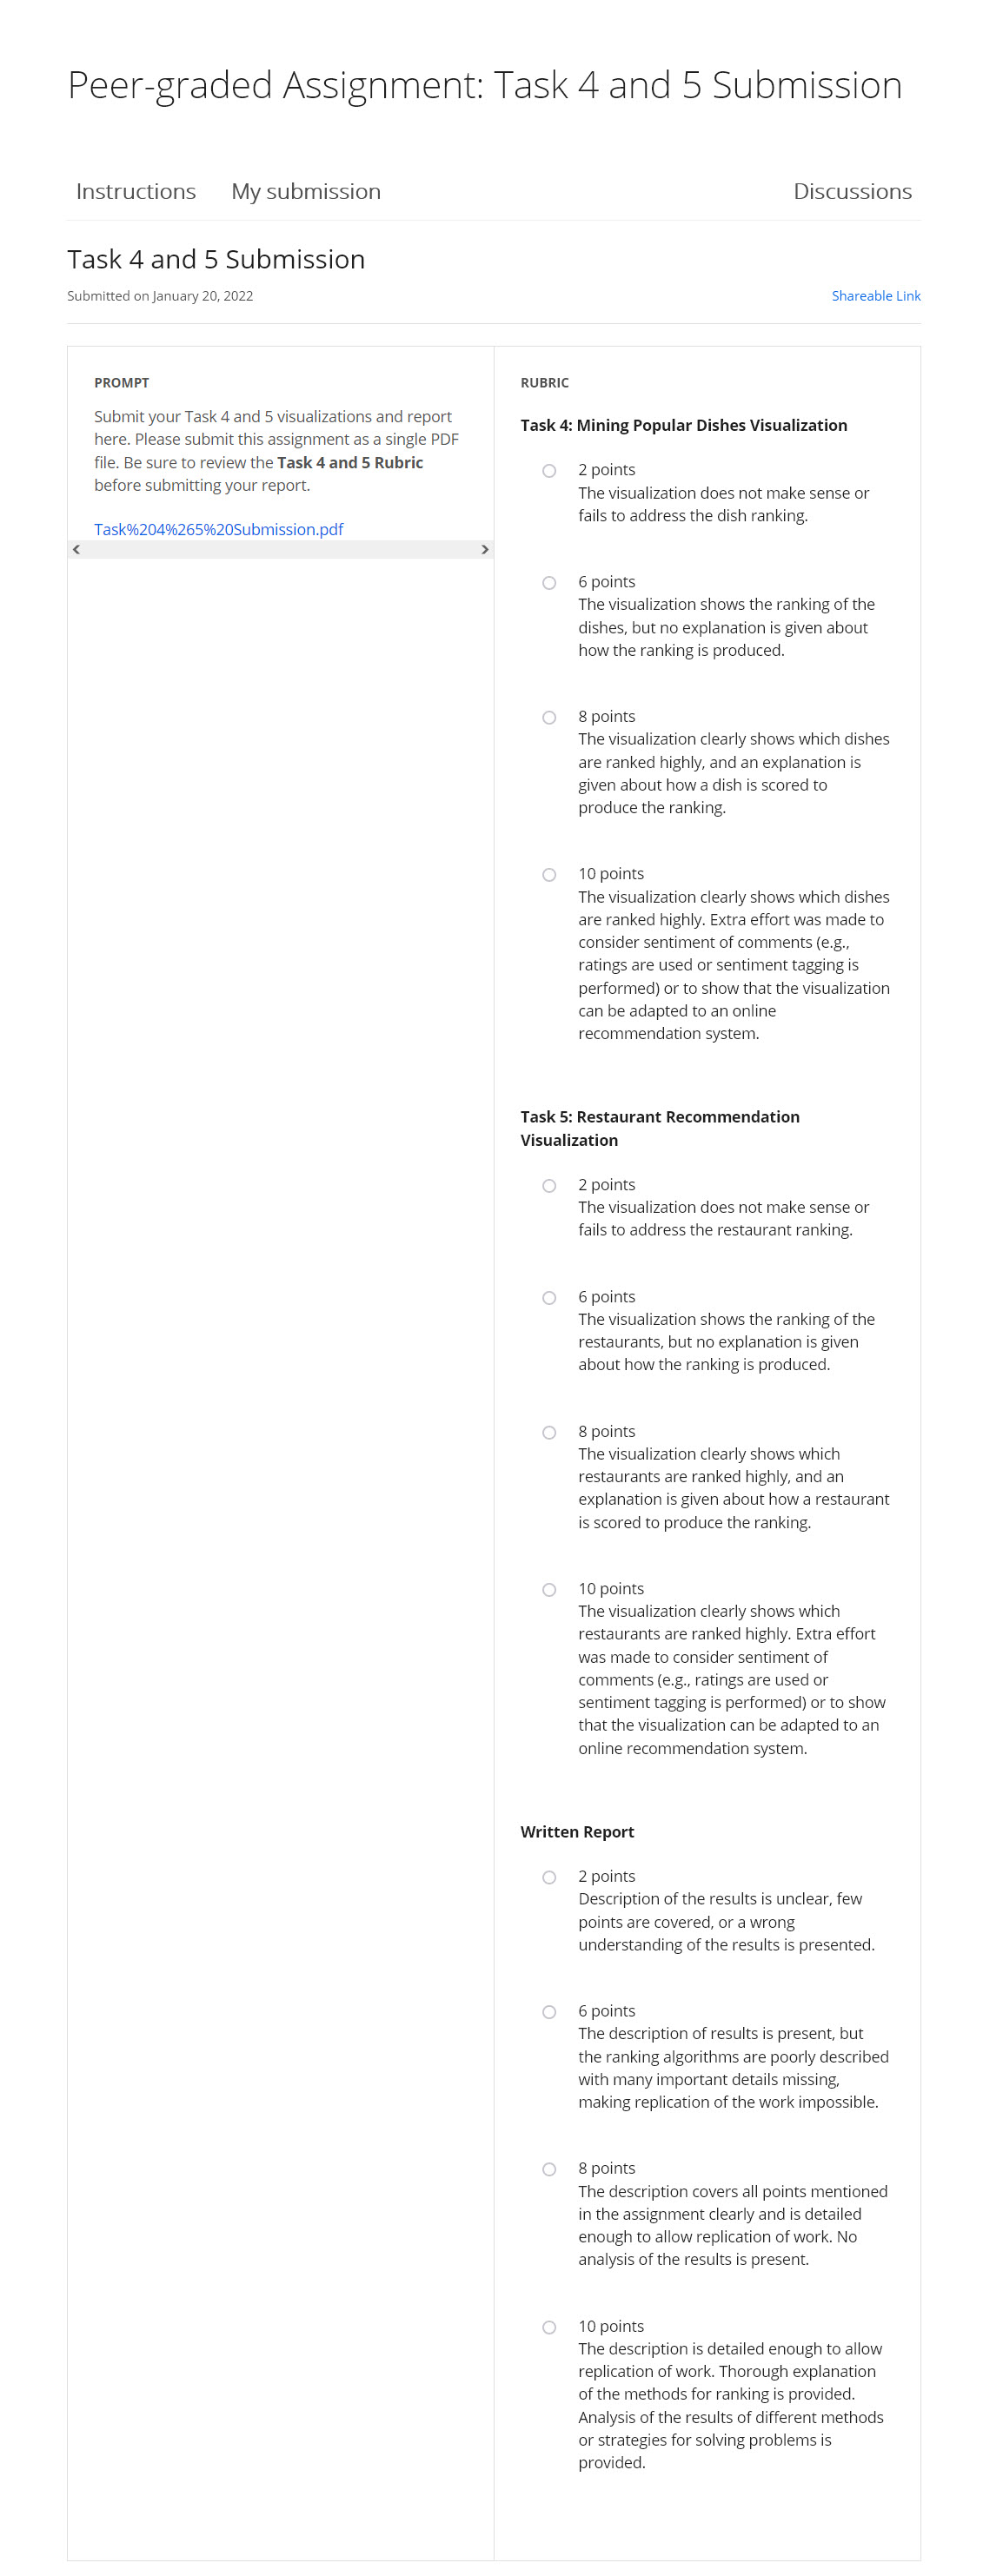 Peer-graded Assignment: Task 4 and 5 Submission
Instructions
My submission
Discussions
Task 4 and 5 Submission
Submitted on January 20, 2022
Shareable Link
PROMPT
Submit your Task 4 and 5 visualizations and report
here. Please submit this assignment as a single PDF
file. Be sure to review the Task 4 and 5 Rubric
before submitting your report.
Task%204%265%20Submission.pdf
RUBRIC
Task 4: Mining Popular Dishes Visualization
2 points
The visualization does not make sense or
fails to address the dish ranking.
6 points
The visualization shows the ranking of the
dishes, but no explanation is given about
how the ranking is produced.
8 points
The visualization clearly shows which dishes
are ranked highly, and an explanation is
given about how a dish is scored to
produce the ranking.
10 points
The visualization clearly shows which dishes
are ranked highly. Extra effort was made to
consider sentiment of comments (e.g.,
ratings are used or sentiment tagging is
performed) or to show that the visualization
can be adapted to an online
recommendation system.
Task 5: Restaurant Recommendation
Visualization
2 points
The visualization does not make sense or
fails to address the restaurant ranking.
6 points
The visualization shows the ranking of the
restaurants, but no explanation is given
about how the ranking is produced.
8 points
The visualization clearly shows which
restaurants are ranked highly, and an
explanation is given about how a restaurant
is scored to produce the ranking.
10 points
The visualization clearly shows which
restaurants are ranked highly. Extra effort
was made to consider sentiment of
comments (e.g., ratings are used or
sentiment tagging is performed) or to show
that the visualization can be adapted to an
online recommendation system.
Written Report
2 points
Description of the results is unclear, few
points are covered, or a wrong
understanding of the results is presented.
6 points
The description of results is present, but
the ranking algorithms are poorly described
with many important details missing,
making replication of the work impossible.
8 points
The description covers all points mentioned
in the assignment clearly and is detailed
enough to allow replication of work. No
analysis of the results is present.
10 points
The description is detailed enough to allow
replication of work. Thorough explanation
of the methods for ranking is provided.
Analysis of the results of different methods
or strategies for solving problems is
provided.